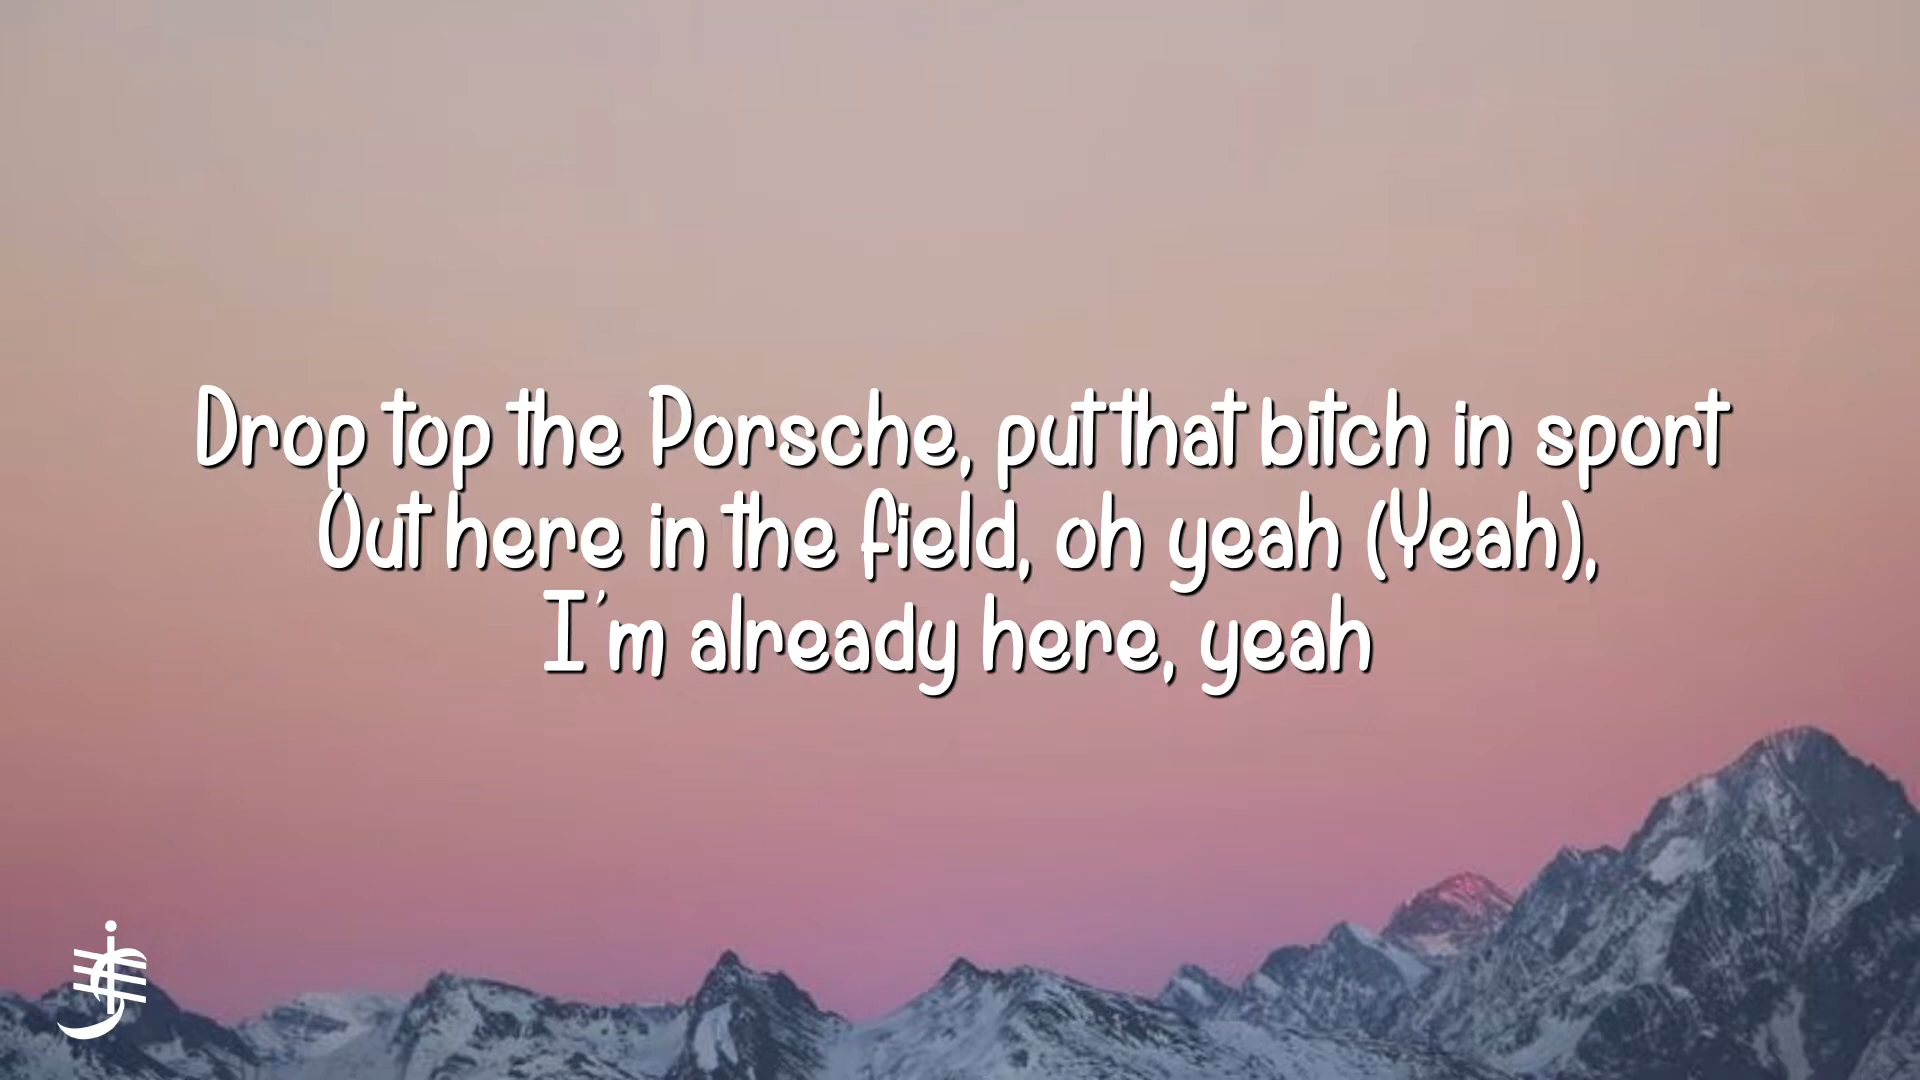 Drop top the Porsche, put that bitch in sport
Out here in the field, oh yeah (Yeah),
I'm already here, yeah